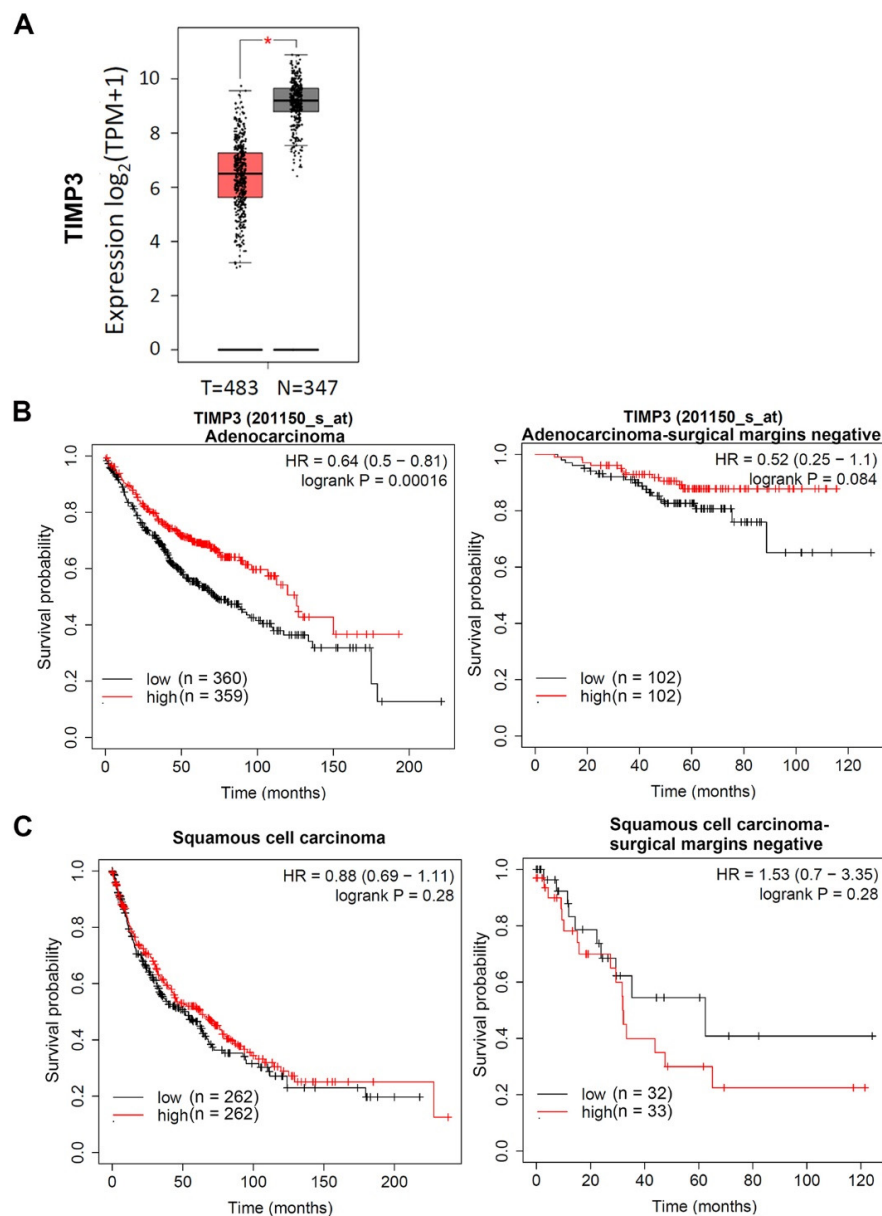 A
TIMP3
Expression log2(TPM+1)
*
10
8
6
4
2
0
T=483 N=347
B
TIMP3 (201150_s_at)
Adenocarcinoma
HR = 0.64 (0.5 − 0.81)
logrank P = 0.00016
Survival probability
1.0
0.8
0.6
0.4
0.2
0.0
low (n = 360)
high (n = 359)
0 50 100 150 200
Time (months)
TIMP3 (201150_s_at)
Adenocarcinoma-surgical margins negative
HR = 0.52 (0.25 − 1.1)
logrank P = 0.084
Survival probability
1.0
0.8
0.6
0.4
0.2
0.0
low (n = 102)
high (n = 102)
0 20 40 60 80 100 120
Time (months)
C
Squamous cell carcinoma
HR = 0.88 (0.69 − 1.11)
logrank P = 0.28
Survival probability
1.0
0.8
0.6
0.4
0.2
0.0
low (n = 262)
high (n = 262)
0 50 100 150 200
Time (months)
Squamous cell carcinoma-
surgical margins negative
HR = 1.53 (0.7 − 3.35)
logrank P = 0.28
Survival probability
1.0
0.8
0.6
0.4
0.2
0.0
low (n = 32)
high (n = 33)
0 20 40 60 80 100 120
Time (months)